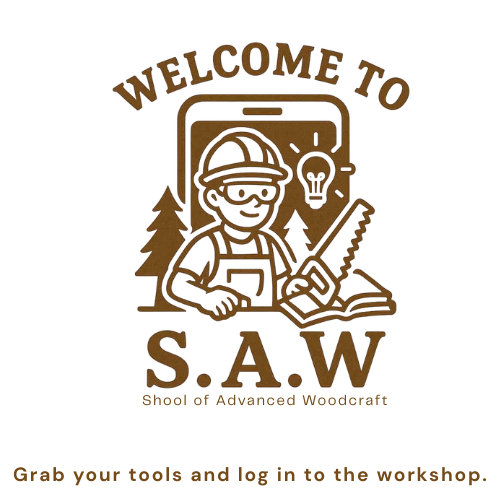 WELCOME TO
S.A.W
Shool of Advanced Woodcraft
Grab your tools and log in to the workshop.